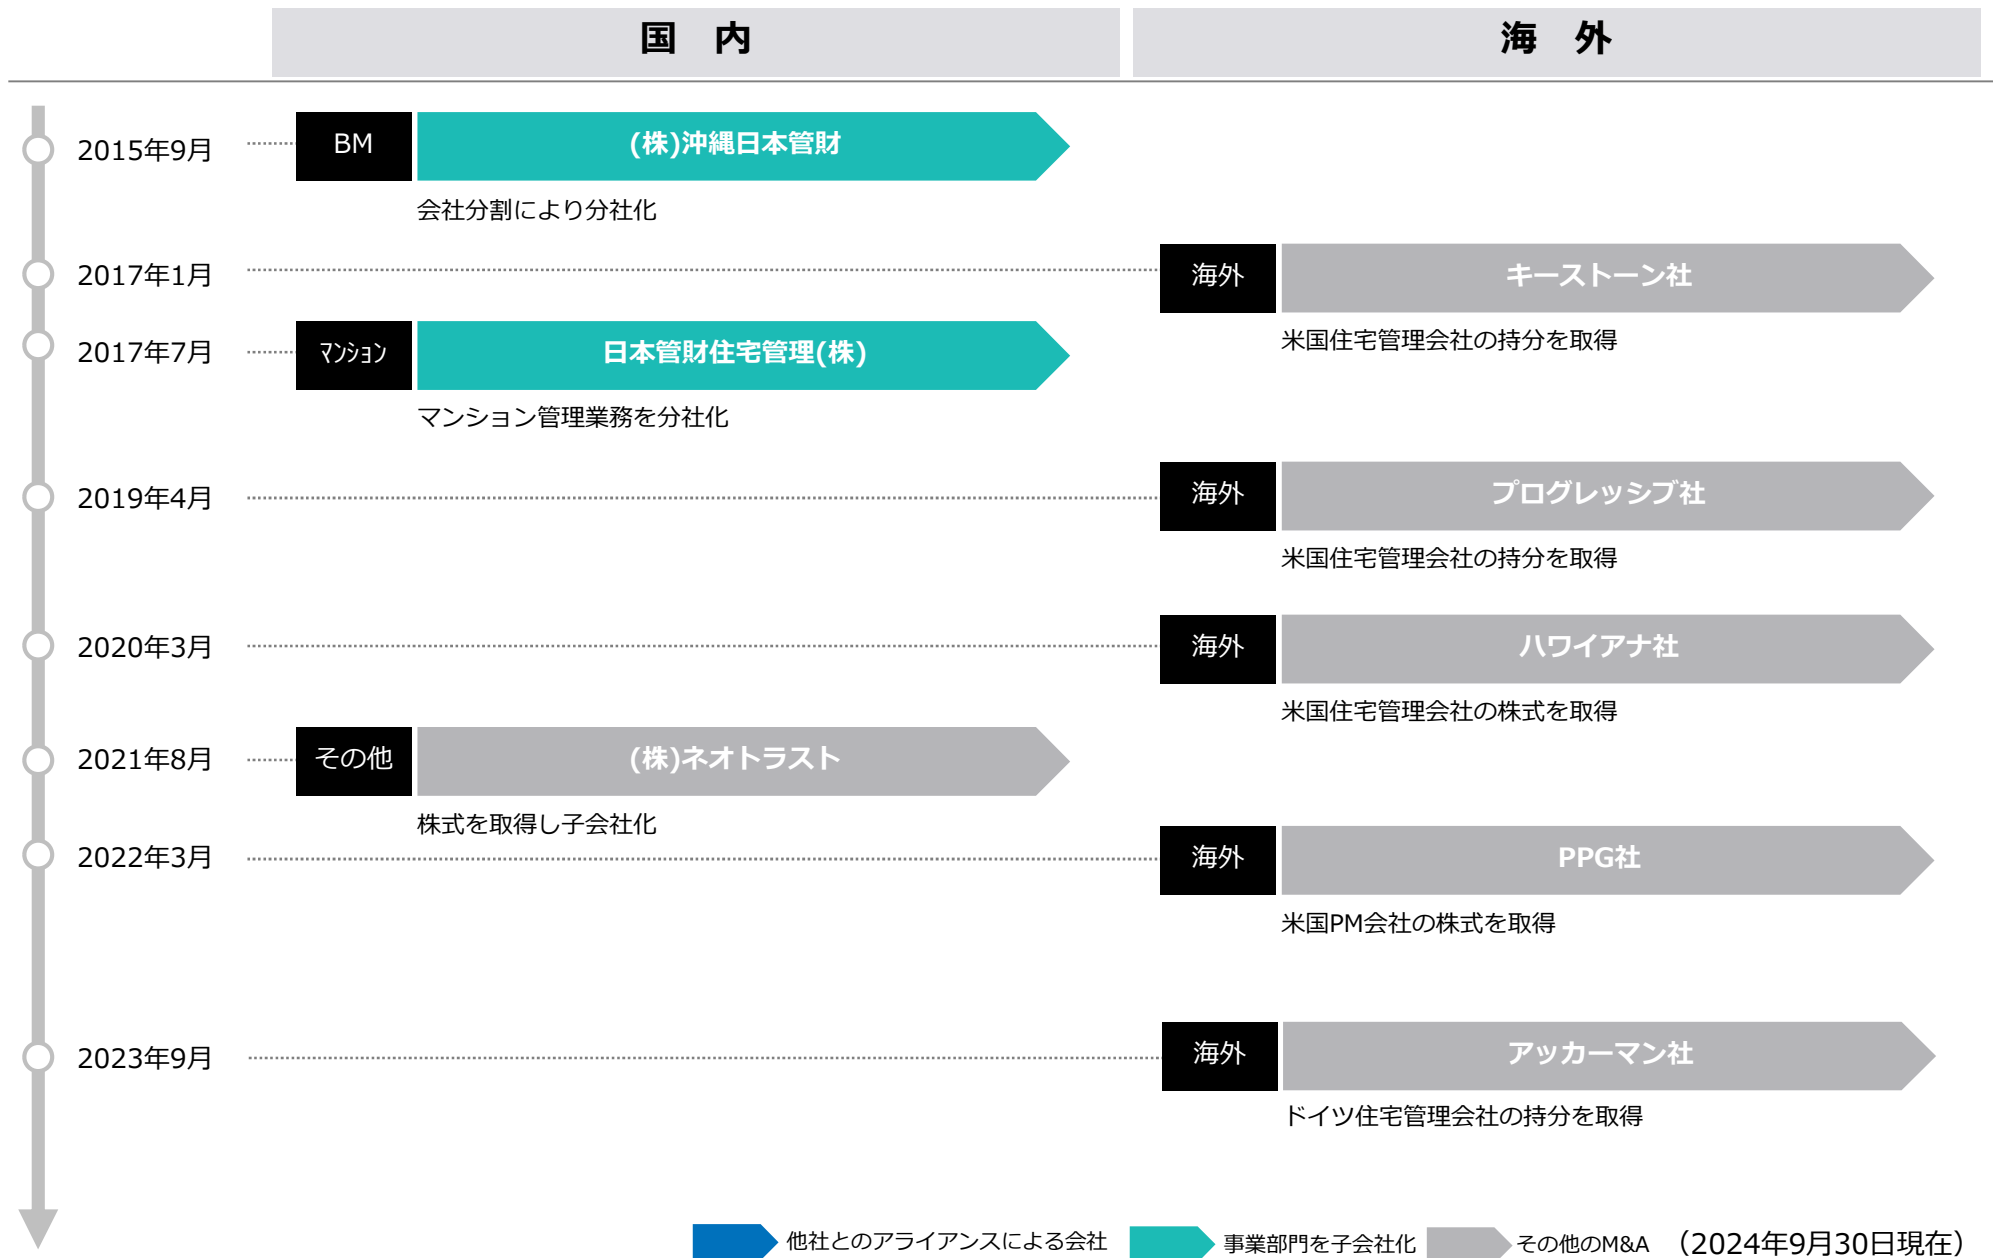 国　内
海　外
2015年9月
BM
(株)沖縄日本管財
会社分割により分社化
2017年1月
海外
キーストーン社
米国住宅管理会社の持分を取得
2017年7月
ﾏﾝｼｮﾝ
日本管財住宅管理(株)
マンション管理業務を分社化
2019年4月
海外
プログレッシブ社
米国住宅管理会社の持分を取得
2020年3月
海外
ハワイアナ社
米国住宅管理会社の株式を取得
2021年8月
その他
(株)ネオトラスト
株式を取得し子会社化
2022年3月
海外
PPG社
米国PM会社の株式を取得
2023年9月
海外
アッカーマン社
ドイツ住宅管理会社の持分を取得
他社とのアライアンスによる会社
事業部門を子会社化
その他のM&A
（2024年9月30日現在）